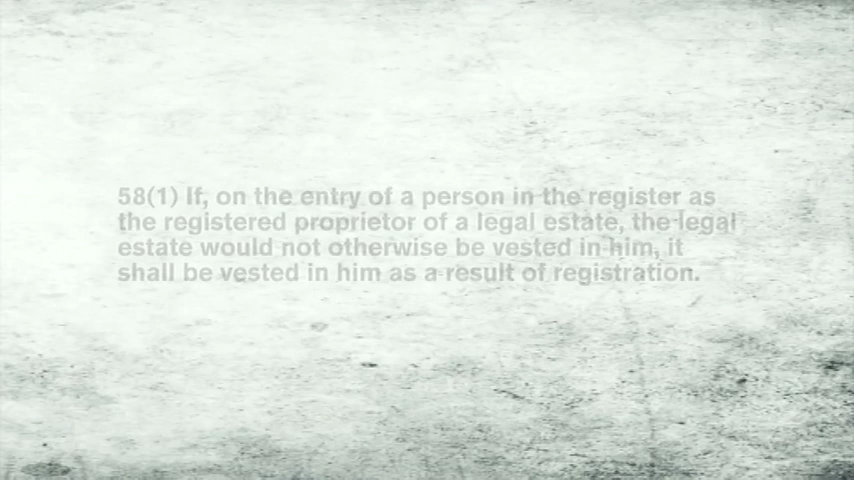 58(1) If, on the entry of a person in the register as
the registered proprietor of a legal estate, the legal
estate would not otherwise be vested in him, it
shall be vested in him as a result of registration.